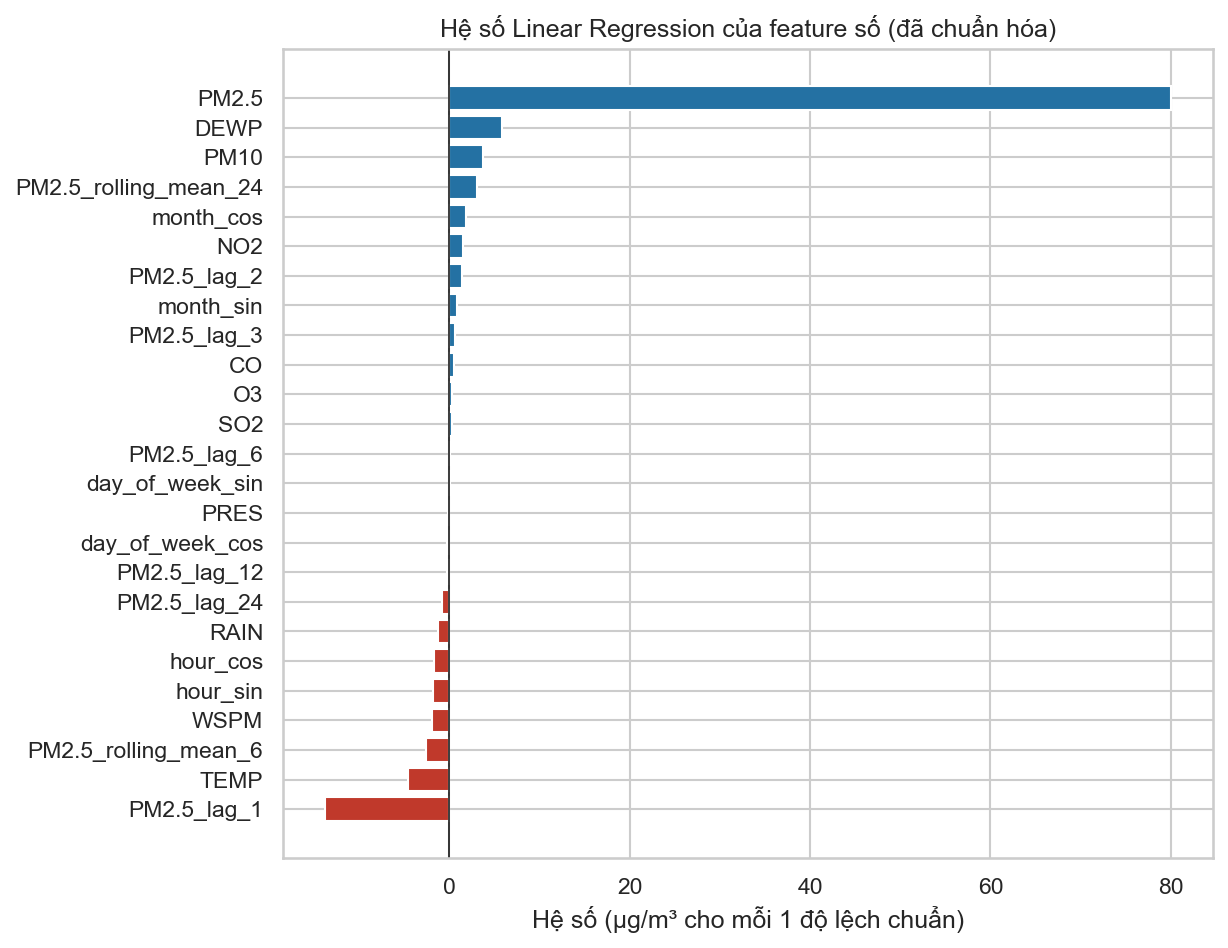 Hệ số Linear Regression của feature số (đã chuẩn hóa)
PM2.5
DEWP
PM10
PM2.5_rolling_mean_24
month_cos
NO2
PM2.5_lag_2
month_sin
PM2.5_lag_3
CO
O3
SO2
PM2.5_lag_6
day_of_week_sin
PRES
day_of_week_cos
PM2.5_lag_12
PM2.5_lag_24
RAIN
hour_cos
hour_sin
WSPM
PM2.5_rolling_mean_6
TEMP
PM2.5_lag_1
0 20 40 60 80
Hệ số (µg/m³ cho mỗi 1 độ lệch chuẩn)